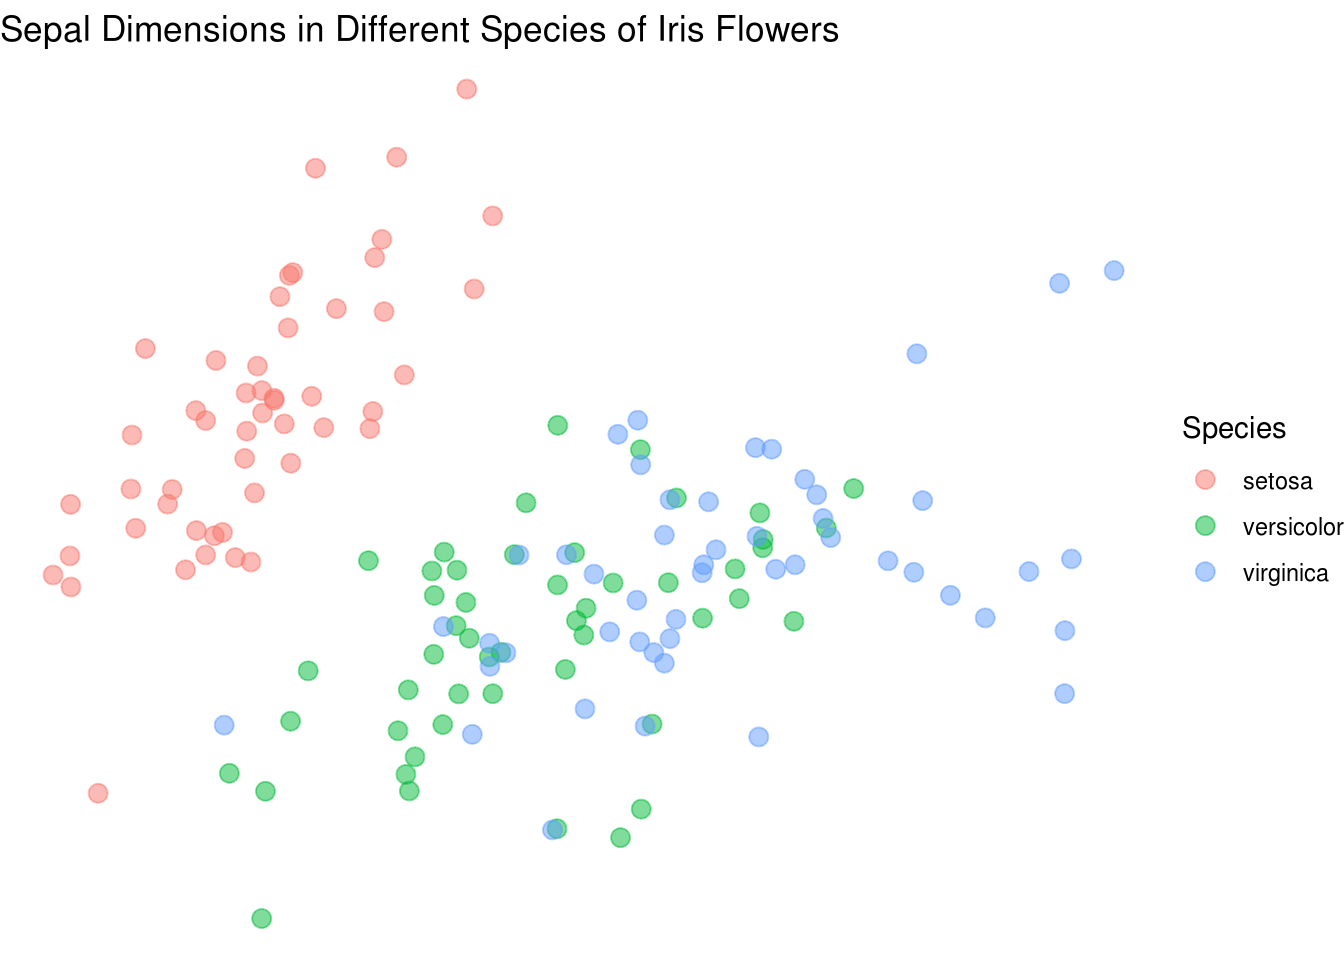 Sepal Dimensions in Different Species of Iris Flowers
Species
setosa
versicolor
virginica